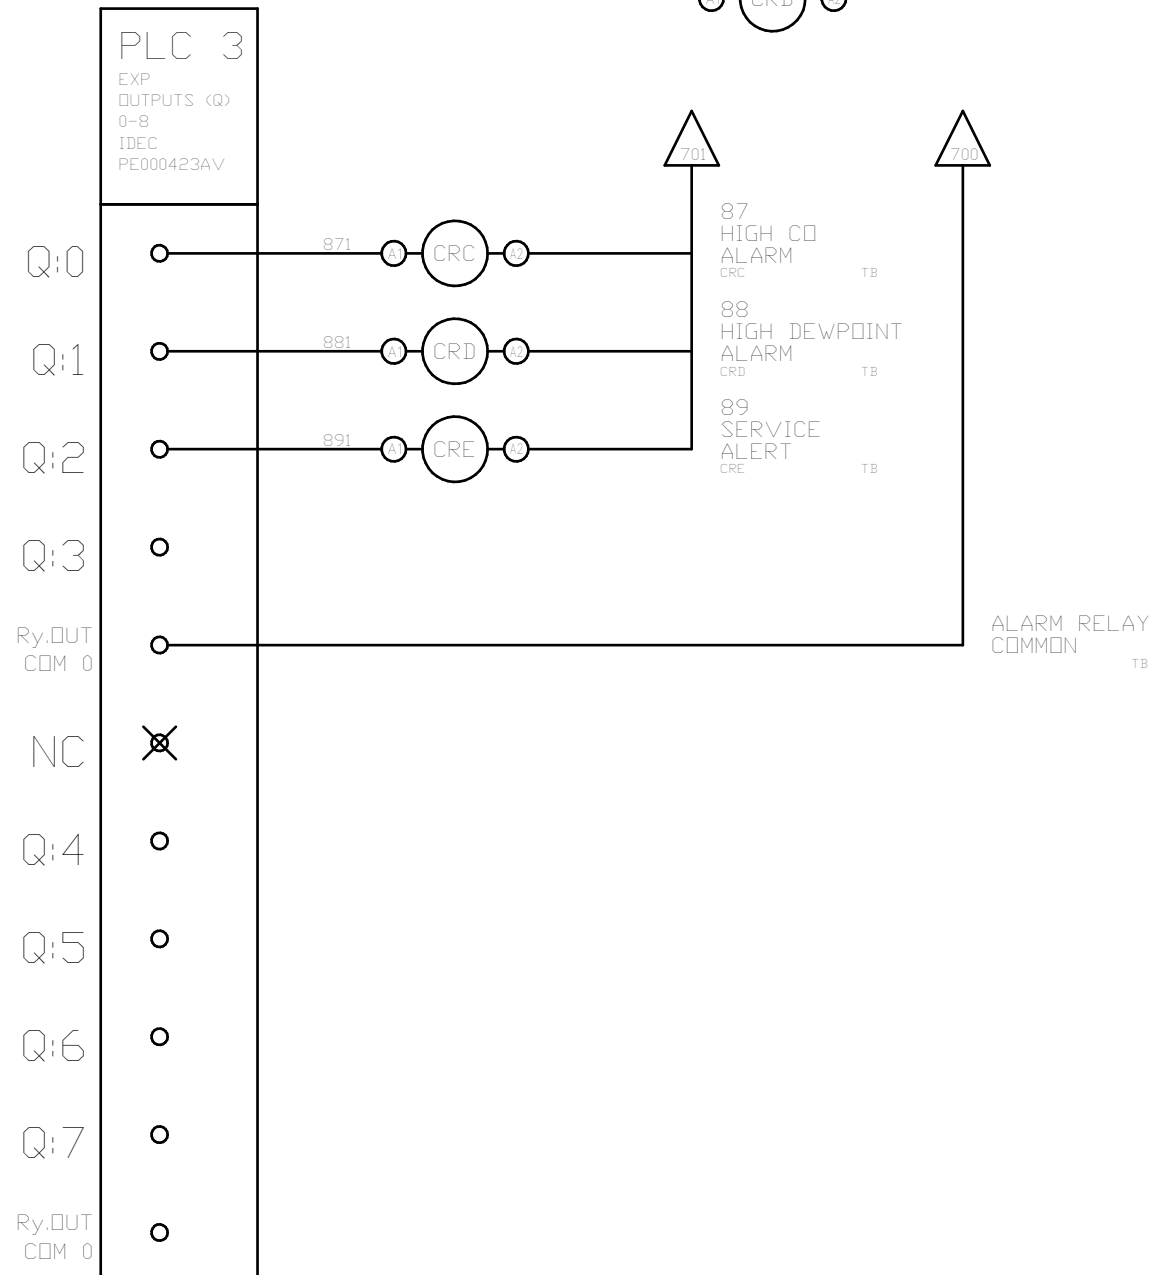 A1 CRB A2
PLC 3
EXP
OUTPUTS (Q)
0-8
IDEC
PE000423AV
701
700
Q:0
871
A1 CRC A2
87
HIGH CO
ALARM
CRC TB
Q:1
881
A1 CRD A2
88
HIGH DEWPOINT
ALARM
CRD TB
Q:2
891
A1 CRE A2
89
SERVICE
ALERT
CRE TB
Q:3
Ry.OUT
COM 0
ALARM RELAY
COMMON
TB
NC
Q:4
Q:5
Q:6
Q:7
Ry.OUT
COM 0